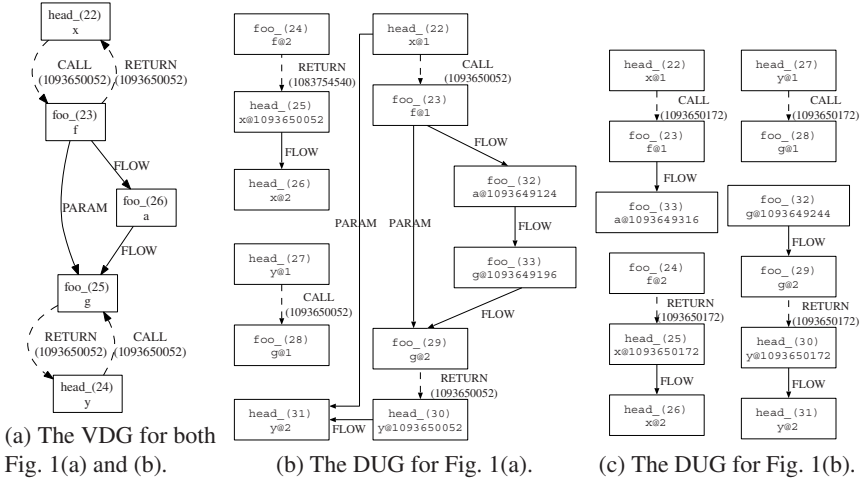 head_(22)
x
CALL
(1093650052)
RETURN
(1093650052)
foo_(23)
f
FLOW
foo_(26)
a
PARAM
FLOW
foo_(25)
g
RETURN
(1093650052)
CALL
(1093650052)
head_(24)
y
(a) The VDG for both
Fig. 1(a) and (b).
foo_(24)
f@2
RETURN
(1083754540)
head_(25)
x@1093650052
FLOW
head_(26)
x@2
head_(27)
y@1
CALL
(1093650052)
foo_(28)
g@1
head_(31)
y@2
head_(22)
x@1
CALL
(1093650052)
foo_(23)
f@1
FLOW
foo_(32)
a@1093649124
PARAM
PARAM
FLOW
foo_(33)
g@1093649196
FLOW
foo_(29)
g@2
RETURN
(1093650052)
head_(30)
y@1093650052
FLOW
(b) The DUG for Fig. 1(a).
head_(22)
x@1
CALL
(1093650172)
foo_(23)
f@1
FLOW
foo_(33)
a@1093649316
foo_(24)
f@2
RETURN
(1093650172)
head_(25)
x@1093650172
FLOW
head_(26)
x@2
head_(27)
y@1
CALL
(1093650172)
foo_(28)
g@1
foo_(32)
g@1093649244
FLOW
foo_(29)
g@2
RETURN
(1093650172)
head_(30)
y@1093650172
FLOW
head_(31)
y@2
(c) The DUG for Fig. 1(b).